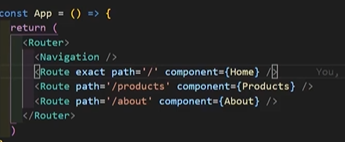 const App = () => {
return (
<Router>
<Navigation />
<Route exact path='/' component={Home} /> You,
<Route path='/products' component={Products} />
<Route path='/about' component={About} />
</Router>
)